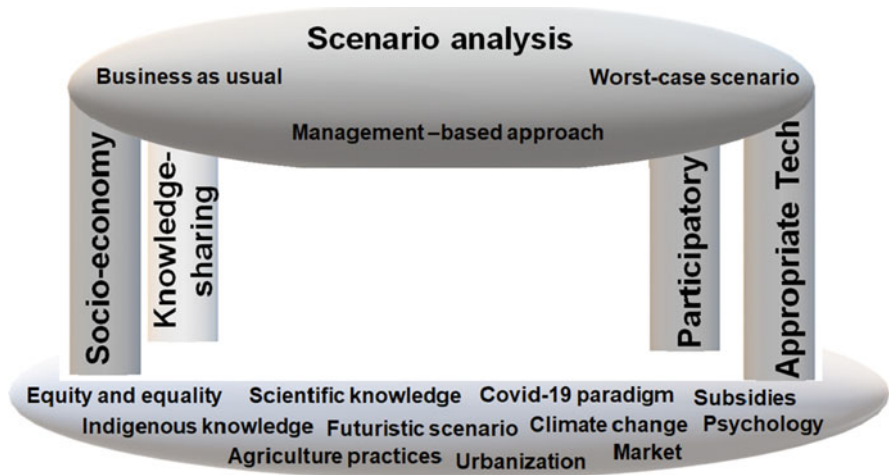 Scenario analysis
Business as usual
Worst-case scenario
Management –based approach
Socio-economy
Knowledge-
sharing
Participatory
Appropriate Tech
Equity and equality
Scientific knowledge
Covid-19 paradigm
Subsidies
Indigenous knowledge
Futuristic scenario
Climate change
Psychology
Agriculture practices
Urbanization
Market